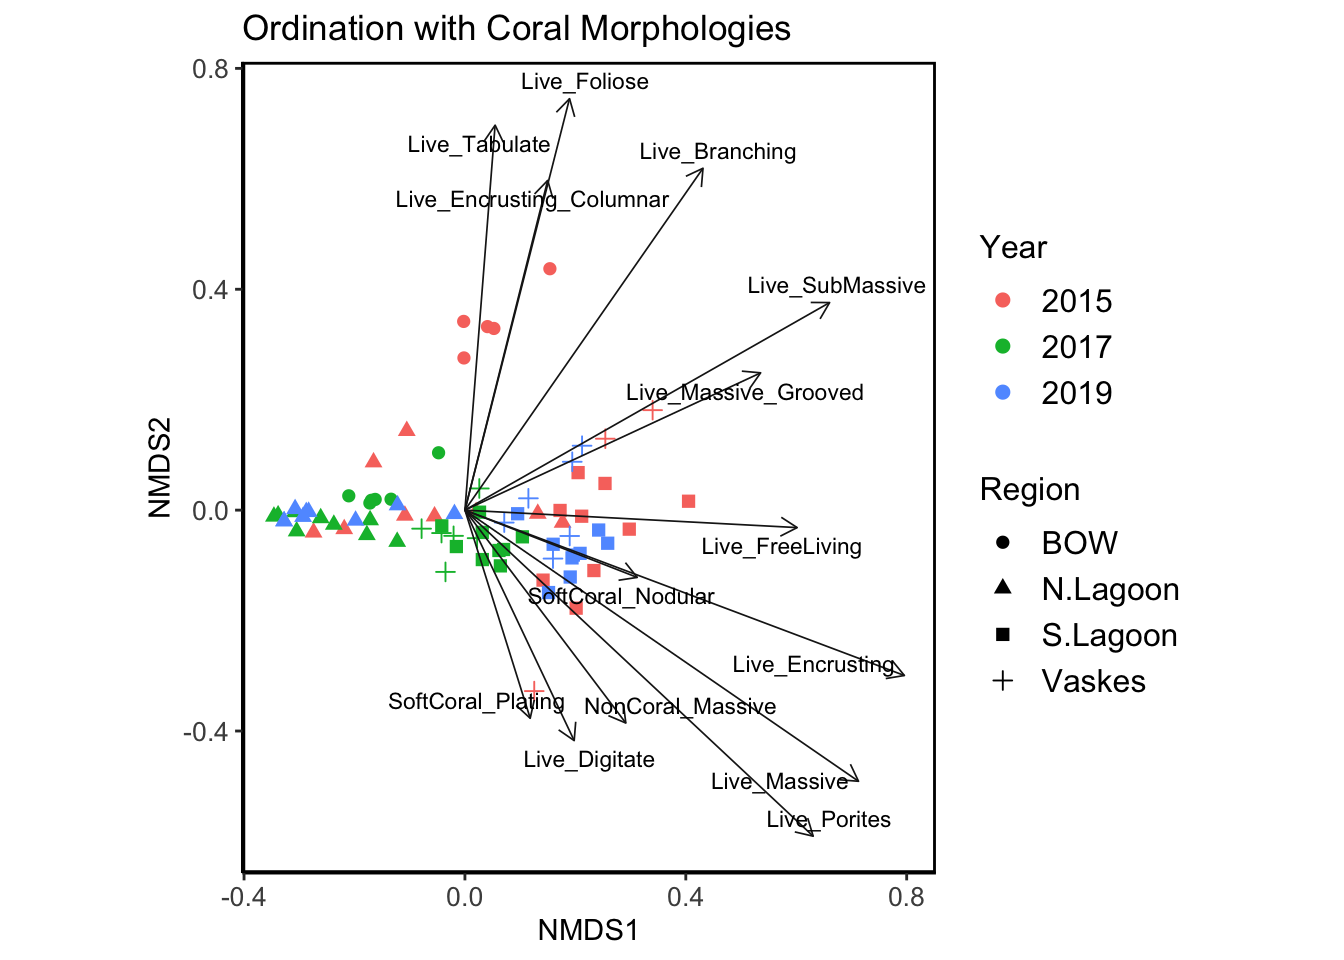 Ordination with Coral Morphologies
0.8
Live_Foliose
Live_Tabulate
Live_Branching
Live_Encrusting_Columnar
Year
Live_SubMassive
0.4
2015
2017
Live_Massive_Grooved
2019
NMDS2
Region
0.0
BOW
Live_FreeLiving
N.Lagoon
SoftCoral_Nodular
S.Lagoon
Live_Encrusting
Vaskes
SoftCoral_Plating
NonCoral_Massive
-0.4
Live_Digitate
Live_Massive
Live_Porites
-0.4
0.0
0.4
0.8
NMDS1